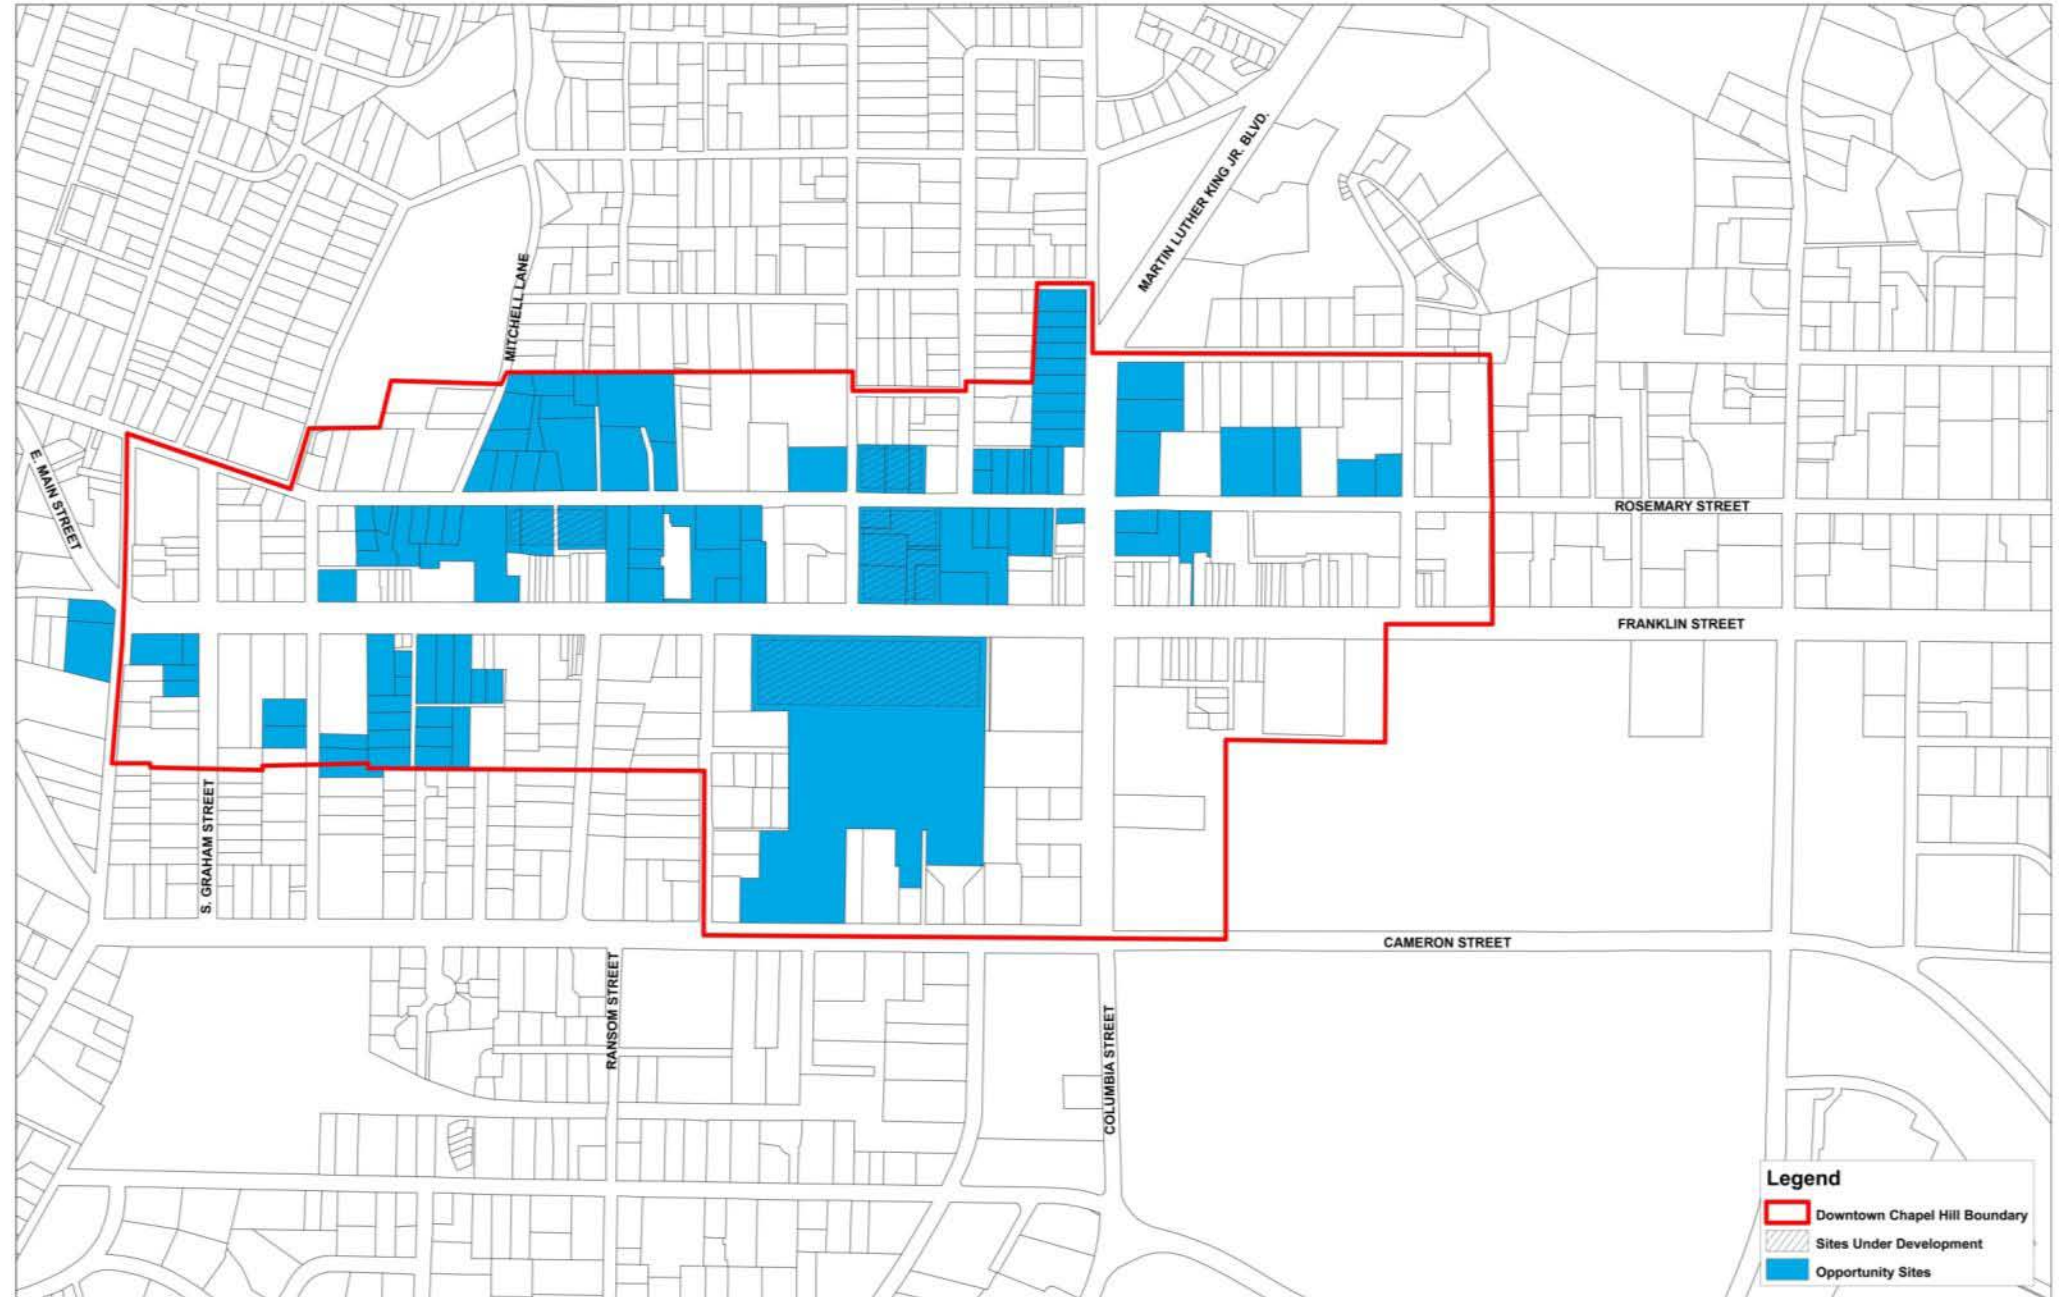 MARTIN LUTHER KING JR. BLVD.
MITCHELL LANE
E. MAIN STREET
ROSEMARY STREET
FRANKLIN STREET
S. GRAHAM STREET
CAMERON STREET
RANSOM STREET
COLUMBIA STREET
Legend
Downtown Chapel Hill Boundary
Sites Under Development
Opportunity Sites